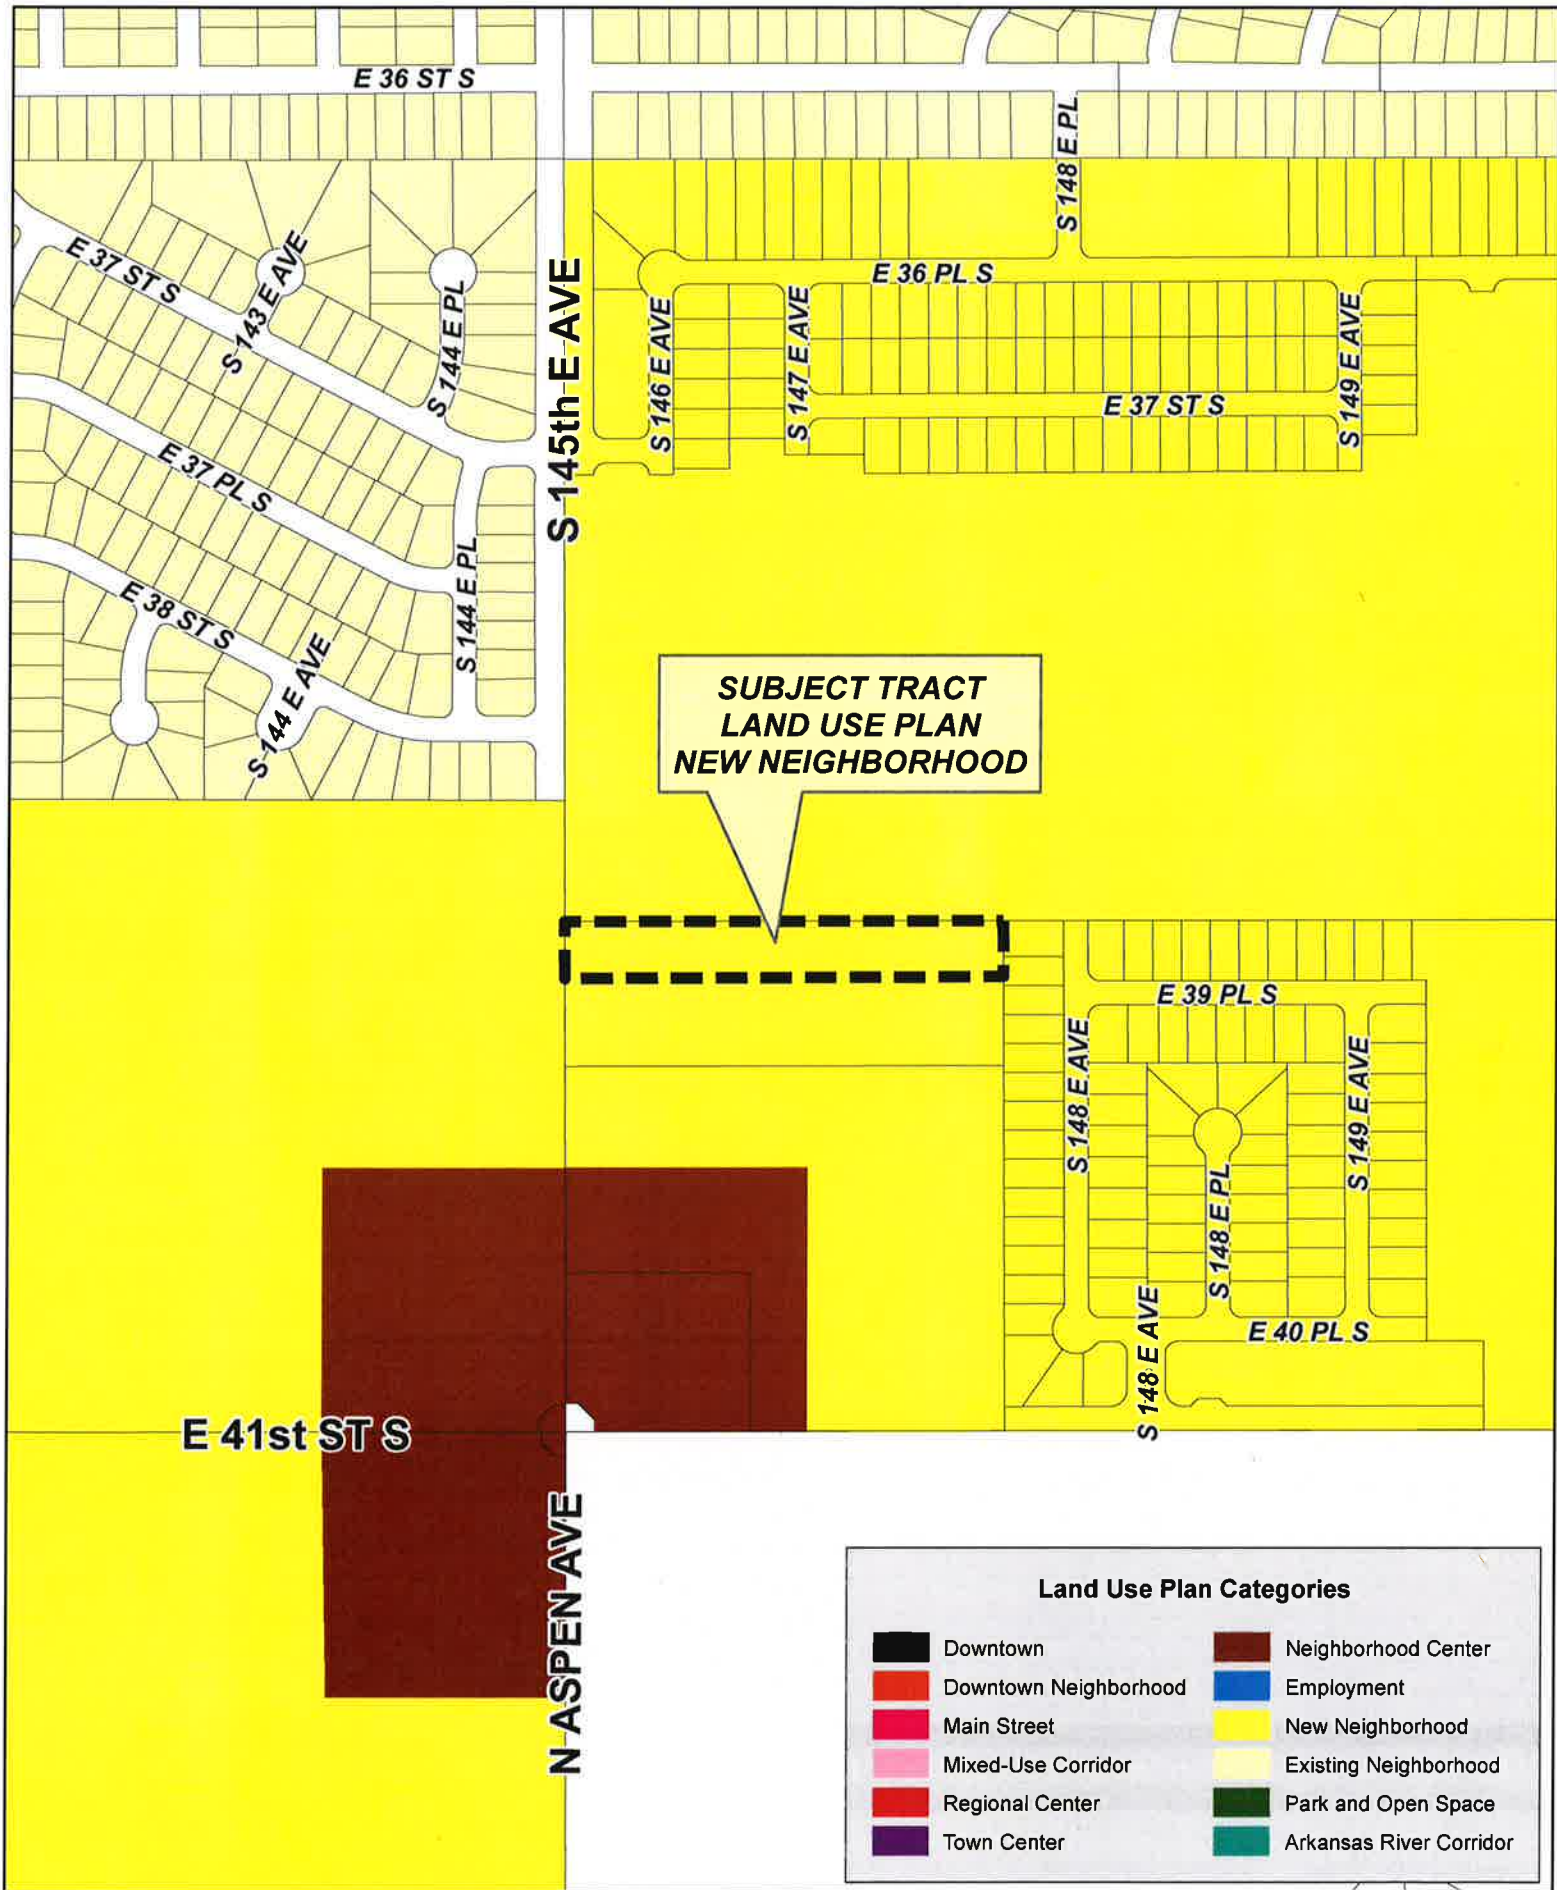 E 36 ST S
S 148 E PL
E 37 ST S
S 143 E AVE
S 144 E PL
S 145th E AVE
E 36 PL S
S 146 E AVE
S 147 E AVE
S 149 E AVE
E 37 ST S
E 37 PL S
S 144 E PL
E 38 ST S
S 144 E AVE
SUBJECT TRACT
LAND USE PLAN
NEW NEIGHBORHOOD
E 39 PL S
S 148 E AVE
S 149 E AVE
S 148 E PL
S 148 E AVE
E 40 PL S
E 41st ST S
N ASPEN AVE
Land Use Plan Categories
Downtown
Downtown Neighborhood
Main Street
Mixed-Use Corridor
Regional Center
Town Center
Neighborhood Center
Employment
New Neighborhood
Existing Neighborhood
Park and Open Space
Arkansas River Corridor